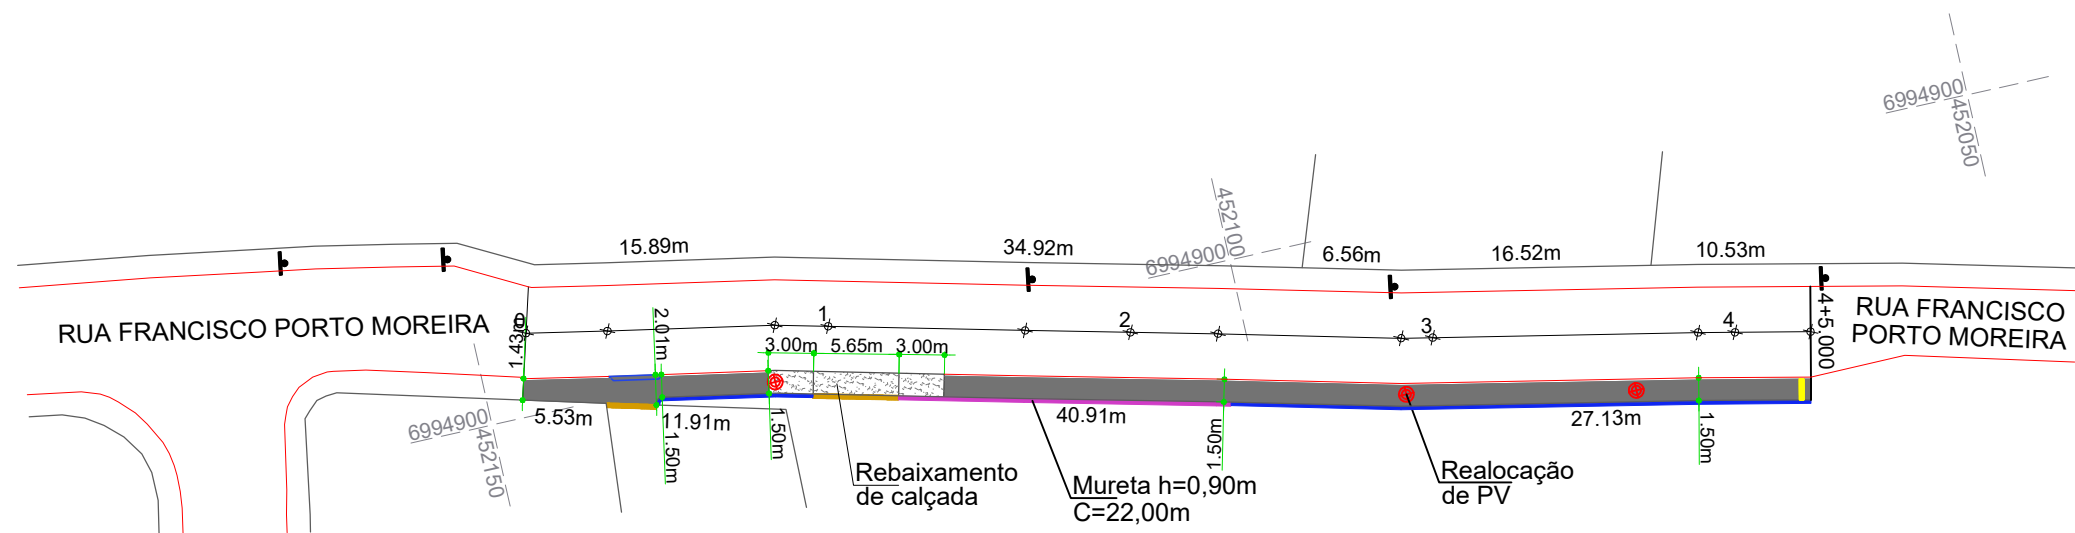 6994900
452050
452100
6994900
15.89m
34.92m
6.56m
16.52m
10.53m
RUA FRANCISCO PORTO MOREIRA
0
1
2
3
4
4+5,000
RUA FRANCISCO
PORTO MOREIRA
1.43m
2.01m
3.00m
5.65m
3.00m
5.53m
11.91m
1.50m
1.50m
40.91m
1.50m
27.13m
1.50m
6994900
452150
Rebaixamento
de calçada
Mureta h=0,90m
C=22,00m
Realocação
de PV